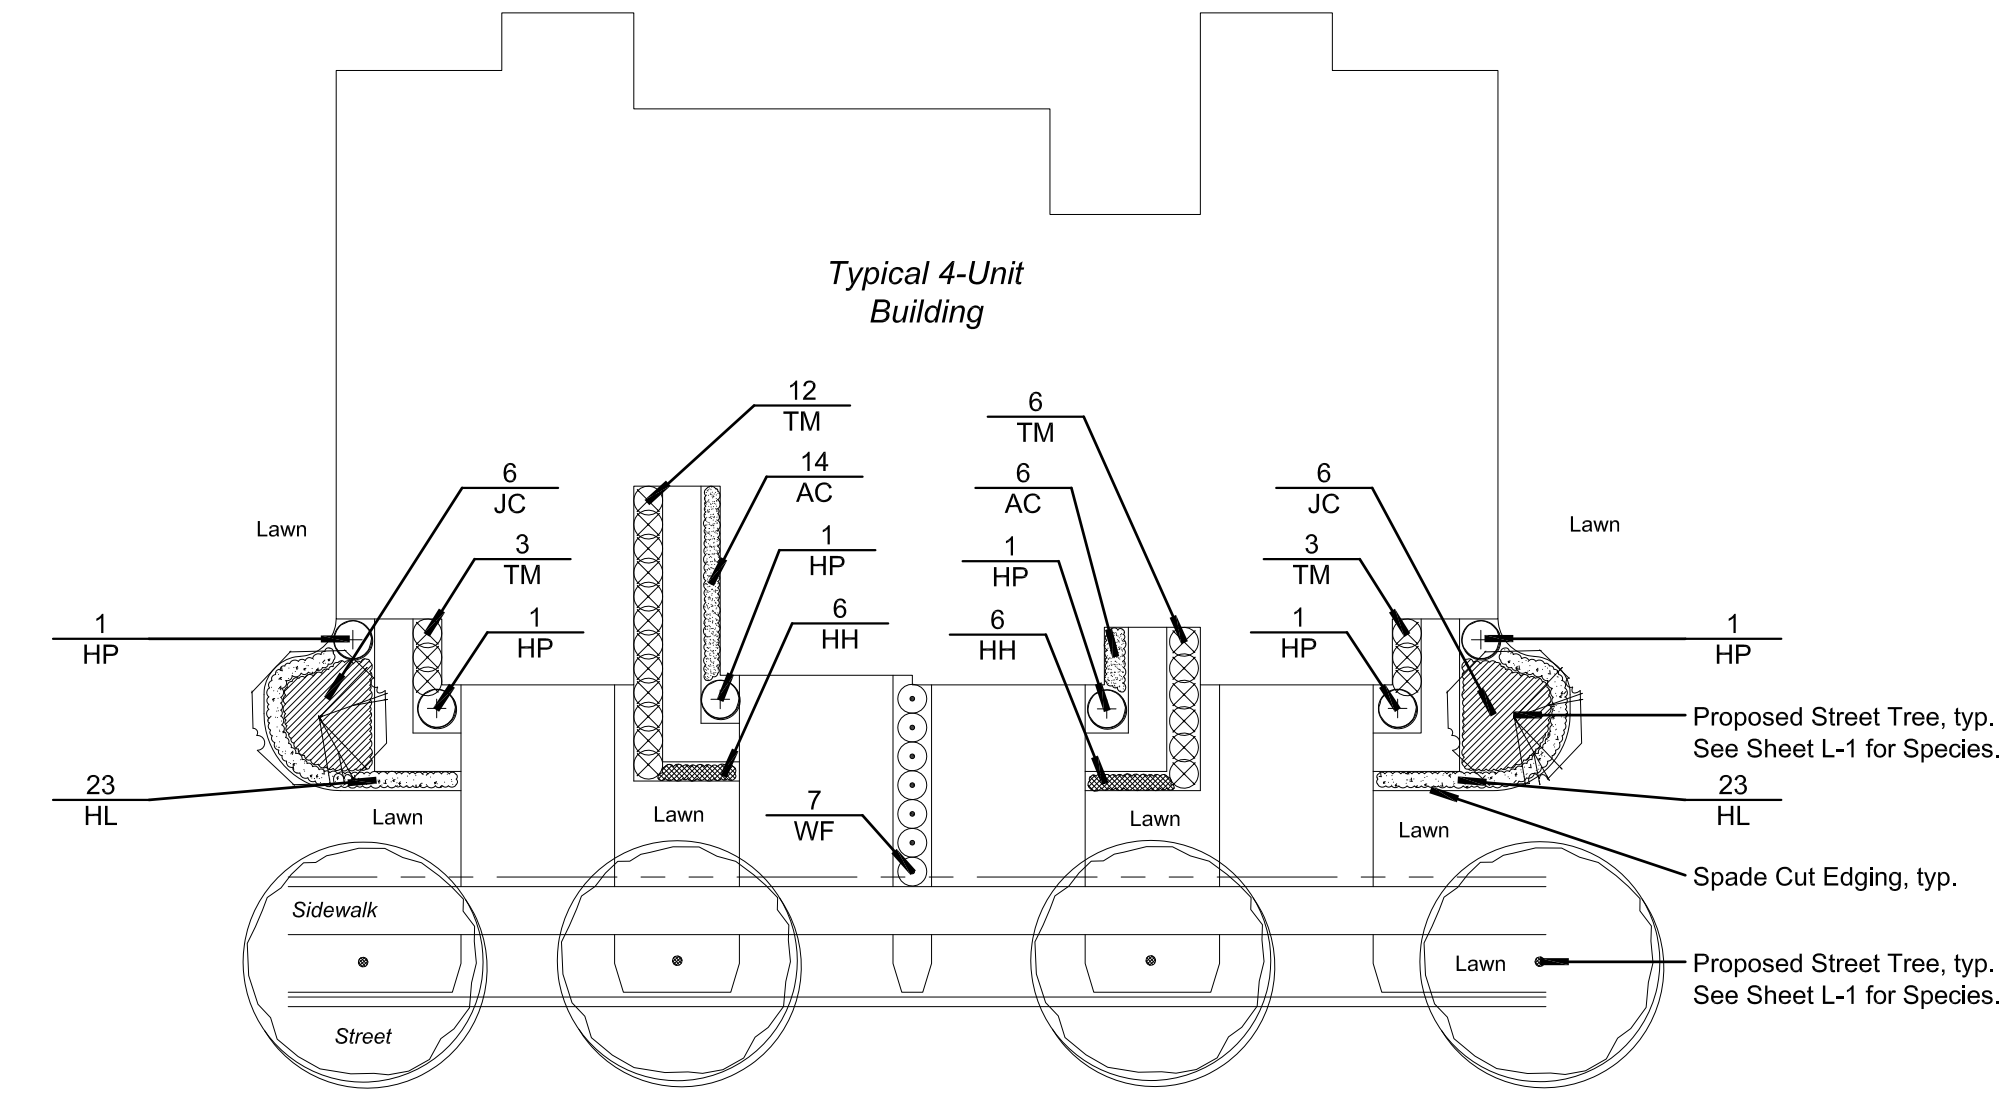 Typical 4-Unit
Building
12
TM
6
TM
14
AC
6
JC
6
AC
6
JC
Lawn
Lawn
3
TM
1
HP
1
HP
3
TM
1
HP
1
HP
6
HH
6
HH
1
HP
1
HP
Proposed Street Tree, typ.
See Sheet L-1 for Species.
23
HL
Lawn
Lawn
7
WF
Lawn
Lawn
23
HL
Spade Cut Edging, typ.
Sidewalk
Lawn
Proposed Street Tree, typ.
See Sheet L-1 for Species.
Street